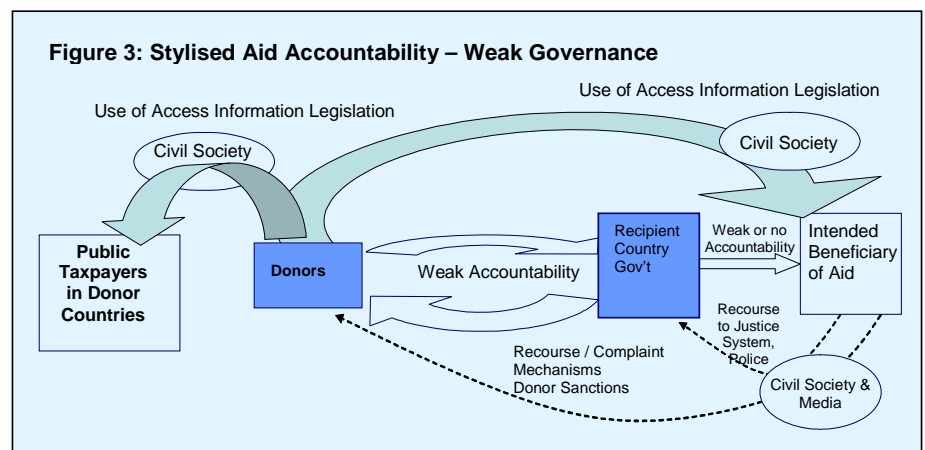 Figure 3: Stylised Aid Accountability – Weak Governance
Use of Access Information Legislation
Use of Access Information Legislation
Civil Society
Civil Society
Public
Taxpayers
in Donor
Countries
Donors
Weak Accountability
Recipient
Country
Gov't
Weak or no
Accountability
Intended
Beneficiary
of Aid
Recourse
to Justice
System,
Police
Recourse / Complaint
Mechanisms
Donor Sanctions
Civil Society &
Media